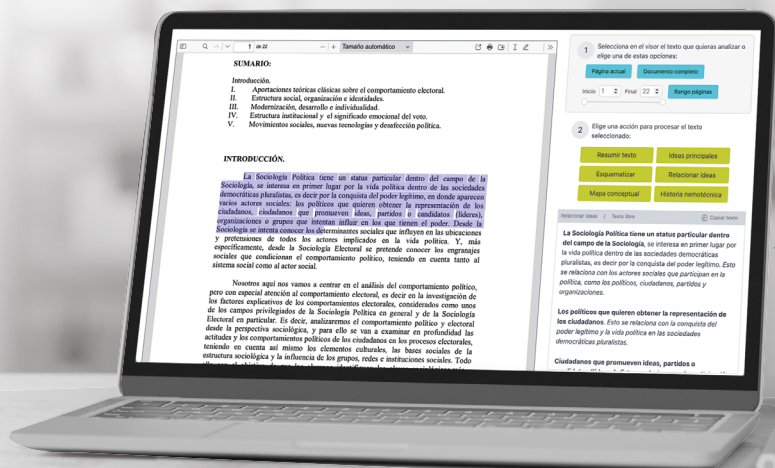 1 de 22
Tamaño automático
SUMARIO:
Introducción.
I. Aportaciones teóricas clásicas sobre el comportamiento electoral.
II. Estructura social, organización e identidades.
III. Modernización, desarrollo e individualidad.
IV. Estructura institucional y el significado emocional del voto.
V. Movimientos sociales, nuevas tecnologías y desafección política.
INTRODUCCIÓN.
La Sociología Política tiene un status particular dentro del campo de la
Sociología, se interesa en primer lugar por la vida política dentro de las sociedades
democráticas pluralistas, es decir por la conquista del poder legítimo, en donde aparecen
varios actores sociales: los políticos que quieren obtener la representación de los
ciudadanos, ciudadanos que promueven ideas, partidos o candidatos (líderes),
organizaciones o grupos que intentan influir en los que tienen el poder. Desde la
Sociología se intenta conocer los determinantes sociales que influyen en las ubicaciones
y pretensiones de todos los actores implicados en la vida política. Y, más
específicamente, desde la Sociología Electoral se pretende conocer los engranajes
sociales que condicionan el comportamiento político, teniendo en cuenta tanto al
sistema social como al actor social.
Nosotros aquí nos vamos a centrar en el análisis del comportamiento político,
pero con especial atención al comportamiento electoral, es decir en la investigación de
los factores explicativos de los comportamientos electorales, considerados como unos
de los campos privilegiados de la Sociología Política en general y de la Sociología
Electoral en particular. Es decir, analizaremos el comportamiento político y electoral
desde la perspectiva sociológica, y para ello se van a examinar en profundidad las
actitudes y los comportamientos políticos de los ciudadanos en los procesos electorales,
teniendo en cuenta así mismo los elementos culturales, las bases sociales de la
estructura sociológica y la influencia de los grupos, redes e instituciones sociales. Todo
1 Selecciona en el visor el texto que quieras analizar o
elige una de estas opciones:
Página actual Documento completo
Inicio 1 Final 22 Rango páginas
2 Elige una acción para procesar el texto
seleccionado:
Resumir texto Ideas principales
Esquematizar Relacionar ideas
Mapa conceptual Historia nemotécnica
Relacionar ideas / Texto libre Copiar texto
La Sociología Política tiene un status particular dentro
del campo de la Sociología, se interesa en primer lugar por
la vida política dentro de las sociedades democráticas
pluralistas, es decir por la conquista del poder legítimo. Esto
se relaciona con los actores sociales que participan en la
política, como los políticos, ciudadanos, partidos y
organizaciones.
Los políticos que quieren obtener la representación de
los ciudadanos. Esto se relaciona con la conquista del
poder legítimo y la vida política en las sociedades
democráticas pluralistas.
Ciudadanos que promueven ideas, partidos o